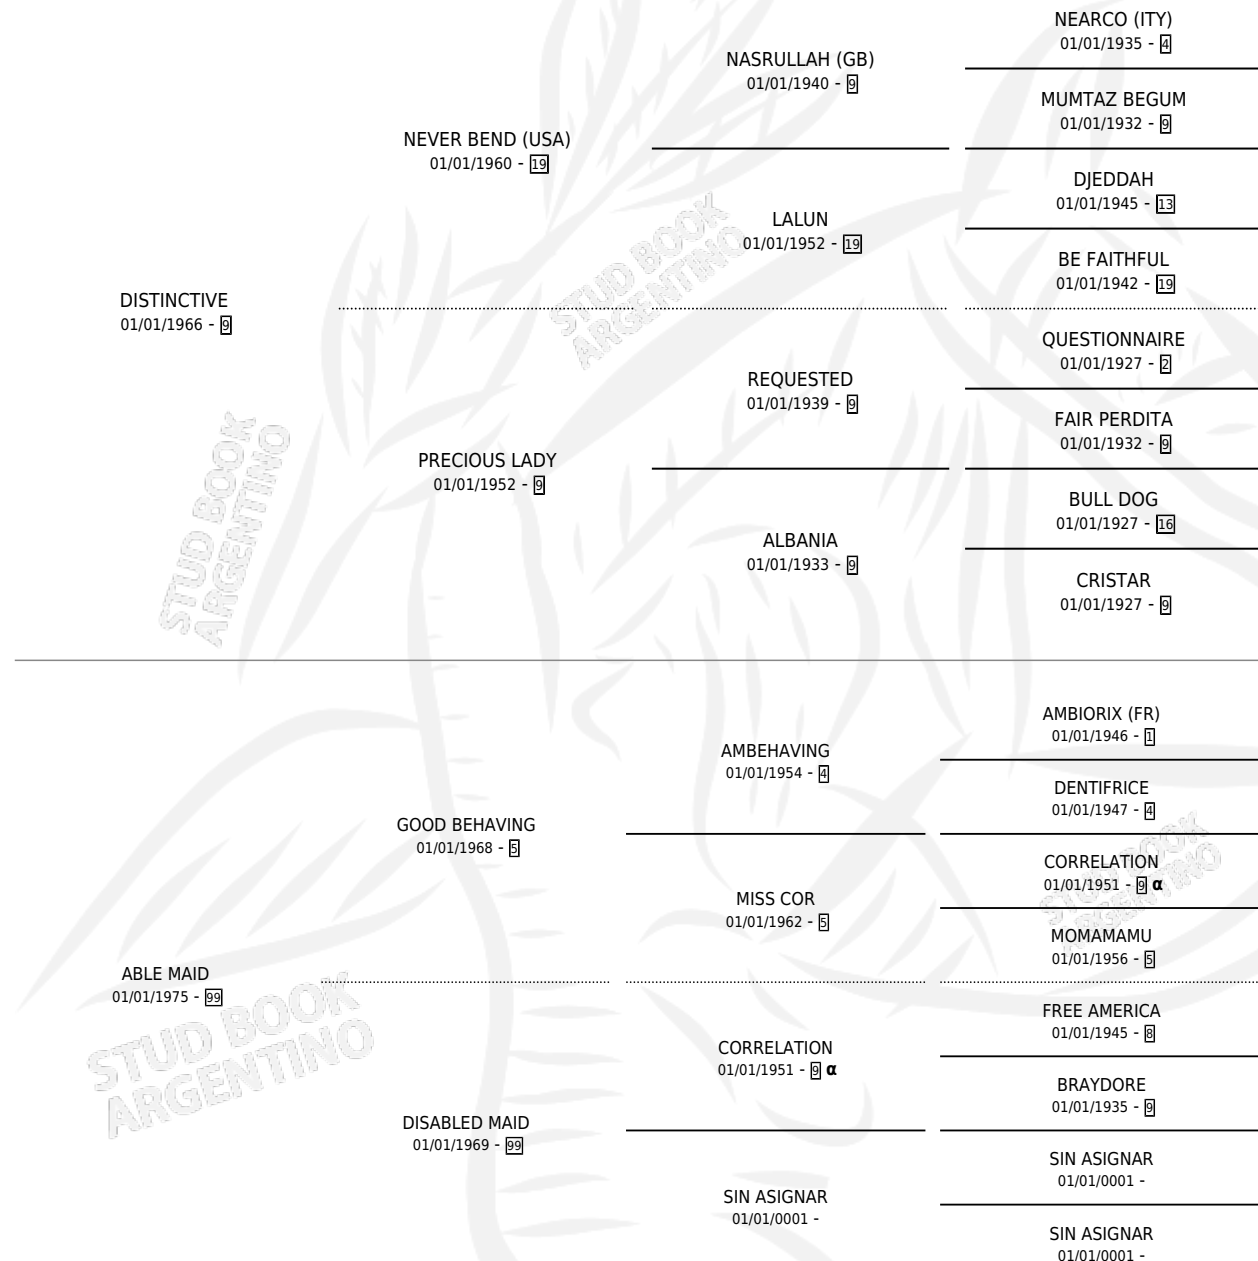 NEARCO (ITY)
01/01/1935 - 4
NASRULLAH (GB)
01/01/1940 - 9
MUMTAZ BEGUM
01/01/1932 - 9
NEVER BEND (USA)
01/01/1960 - 19
DJEDDAH
01/01/1945 - 13
LALUN
01/01/1952 - 19
BE FAITHFUL
01/01/1942 - 19
DISTINCTIVE
01/01/1966 - 9
STUD BOOK
ARGENTINO
QUESTIONNAIRE
01/01/1927 - 2
REQUESTED
01/01/1939 - 9
FAIR PERDITA
01/01/1932 - 9
PRECIOUS LADY
01/01/1952 - 9
BULL DOG
01/01/1927 - 16
ALBANIA
01/01/1933 - 9
CRISTAR
01/01/1927 - 9
STUD BOOK
ARGENTINO
AMBIORIX (FR)
01/01/1946 - 1
AMBEHAVING
01/01/1954 - 4
DENTIFRICE
01/01/1947 - 4
GOOD BEHAVING
01/01/1968 - 5
CORRELATION
01/01/1951 - 9 α
STUD BOOK
ARGENTINO
MISS COR
01/01/1962 - 5
MOMAMAMU
01/01/1956 - 5
ABLE MAID
01/01/1975 - 99
STUD BOOK
ARGENTINO
FREE AMERICA
01/01/1945 - 8
CORRELATION
01/01/1951 - 9 α
BRAYDORE
01/01/1935 - 9
DISABLED MAID
01/01/1969 - 99
SIN ASIGNAR
01/01/0001 -
SIN ASIGNAR
01/01/0001 -
SIN ASIGNAR
01/01/0001 -